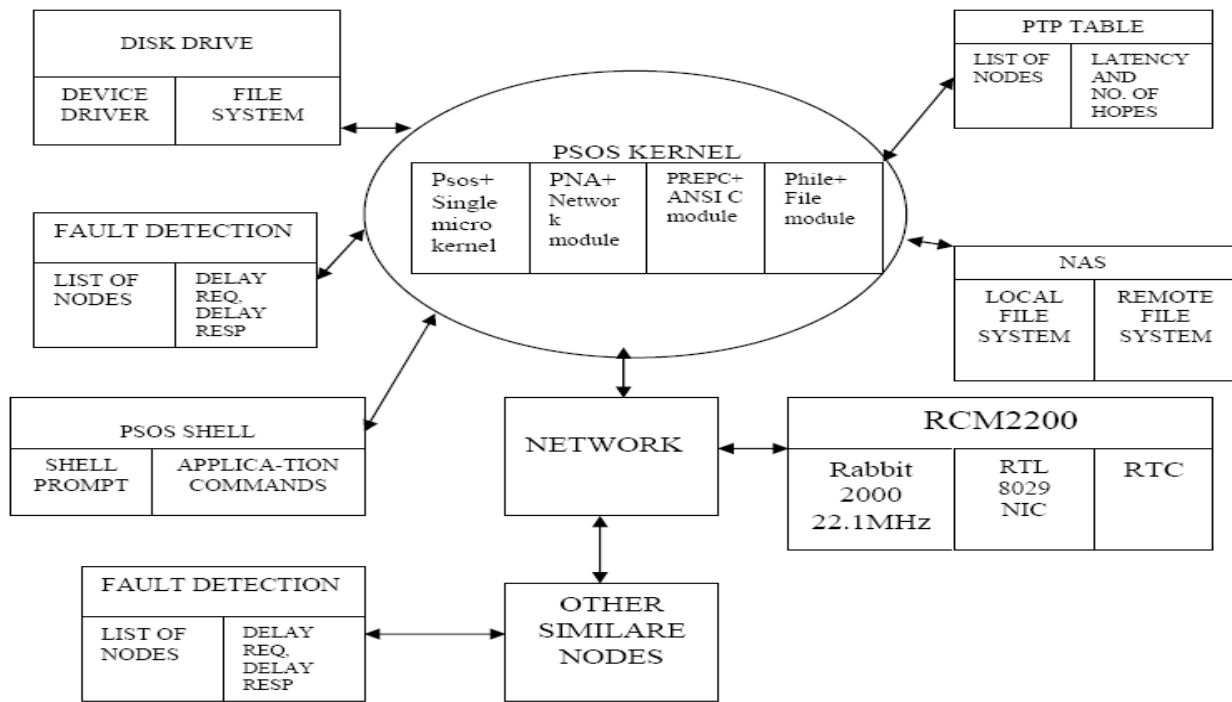 DISK DRIVE
DEVICE
DRIVER
FILE
SYSTEM
PTP TABLE
LIST OF
NODES
LATENCY
AND
NO. OF
HOPES
PSOS KERNEL
Psos+
Single
micro
kernel
PNA+
Networ
k
module
PREPC+
ANSI C
module
Phile+
File
module
FAULT DETECTION
LIST OF
NODES
DELAY
REQ,
DELAY
RESP
NAS
LOCAL
FILE
SYSTEM
REMOTE
FILE
SYSTEM
PSOS SHELL
SHELL
PROMPT
APPLICA-TION
COMMANDS
NETWORK
RCM2200
Rabbit
2000
22.1MHz
RTL
8029
NIC
RTC
FAULT DETECTION
LIST OF
NODES
DELAY
REQ,
DELAY
RESP
OTHER
SIMILARE
NODES